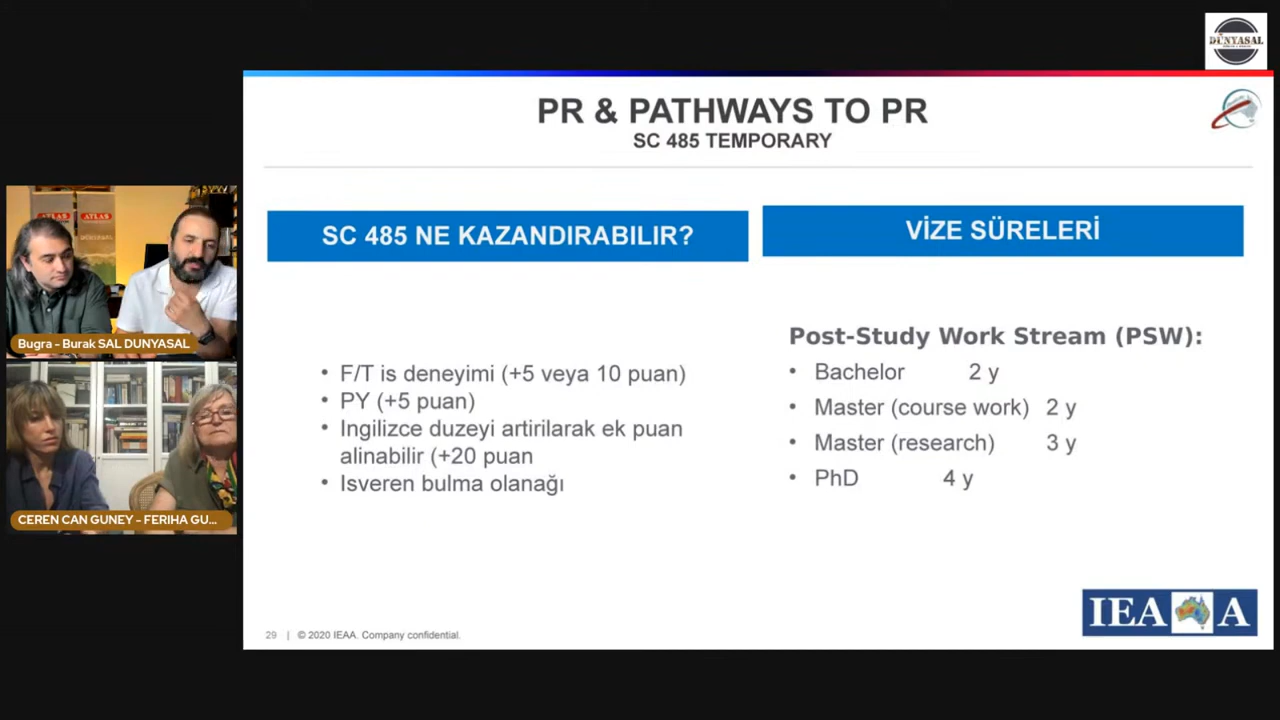 DÜNYASAL
PR & PATHWAYS TO PR
SC 485 TEMPORARY
SC 485 NE KAZANDIRABILIR?
VİZE SÜRELERİ
• F/T is deneyimi (+5 veya 10 puan)
• PY (+5 puan)
• Ingilizce duzeyi artirilarak ek puan
alinabilir (+20 puan
• Isveren bulma olanağı
Post-Study Work Stream (PSW):
• Bachelor 2 y
• Master (course work) 2 y
• Master (research) 3 y
• PhD 4 y
ATLAS
ATLAS
Bugra - Burak SAL DUNYASAL
CEREN CAN GUNEY - FERIHA GU...
29 | © 2020 IEAA. Company confidential.
IEAA